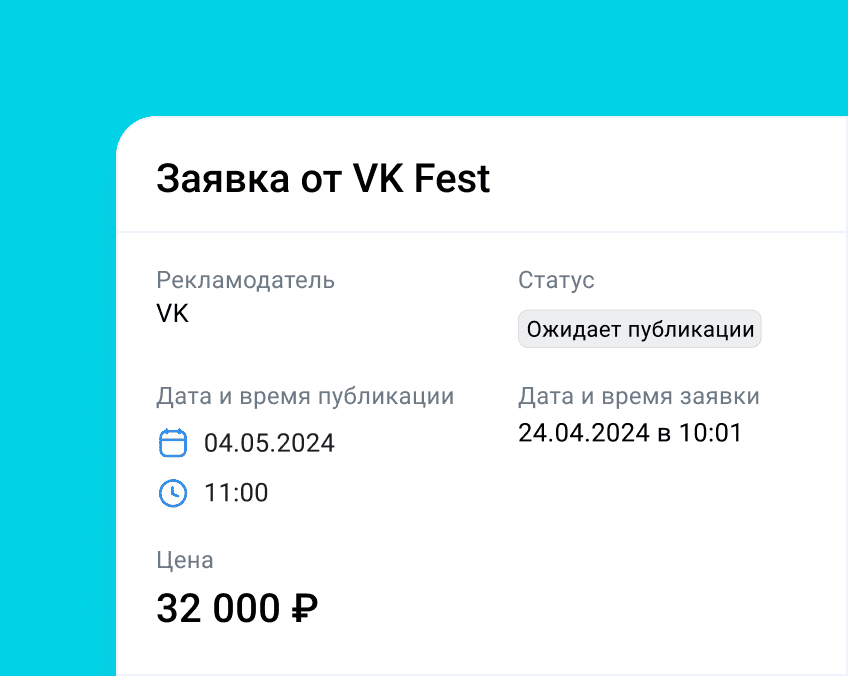 Заявка от VK Fest
Рекламодатель
VK
Статус
Ожидает публикации
Дата и время публикации
04.05.2024
11:00
Дата и время заявки
24.04.2024 в 10:01
Цена
32 000 ₽